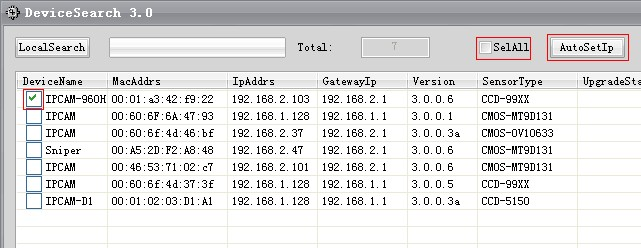 DeviceSearch 3.0
LocalSearch Total: 7 SelAll AutoSetIp
DeviceName MacAddrs IpAddrs GatewayIp Version SensorType UpgradeSta
IPCAM-960H 00:01:a3:42:f9:22 192.168.2.103 192.168.2.1 3.0.0.6 CCD-99XX
IPCAM 00:60:6F:6A:47:93 192.168.1.128 192.168.1.1 3.0.0.1 CMOS-MT9D131
IPCAM 00:60:6f:4d:46:bf 192.168.2.37 192.168.2.1 3.0.0.3a CMOS-OV10633
Sniper 00:A5:2D:F2:A8:48 192.168.2.47 192.168.2.1 3.0.0.6 CMOS-MT9D131
IPCAM 00:46:53:71:02:c7 192.168.2.101 192.168.2.1 3.0.0.6 CMOS-MT9D131
IPCAM 00:60:6f:4d:37:3f 192.168.1.128 192.168.1.1 3.0.0.5 CCD-99XX
IPCAM-D1 00:01:02:03:D1:A1 192.168.1.128 192.168.1.1 3.0.0.3a CCD-5150